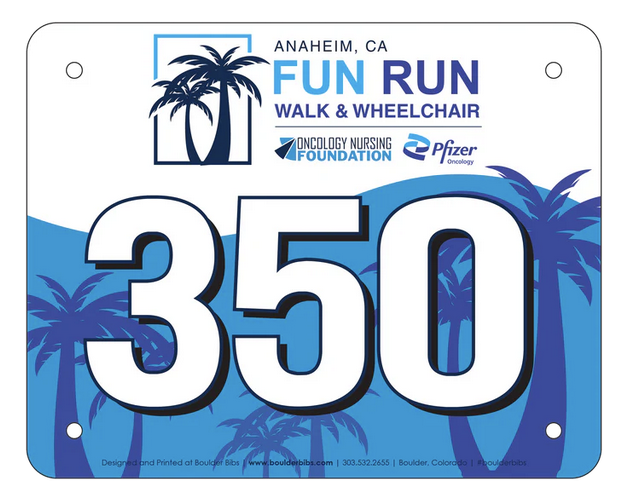 ANAHEIM, CA
FUN RUN
WALK & WHEELCHAIR
ONCOLOGY NURSING
FOUNDATION
Pfizer
Oncology
350
Designed and Printed at Boulder Bibs | www.boulderbibs.com | 303.532.2655 | Boulder, Colorado | #boulderbibs